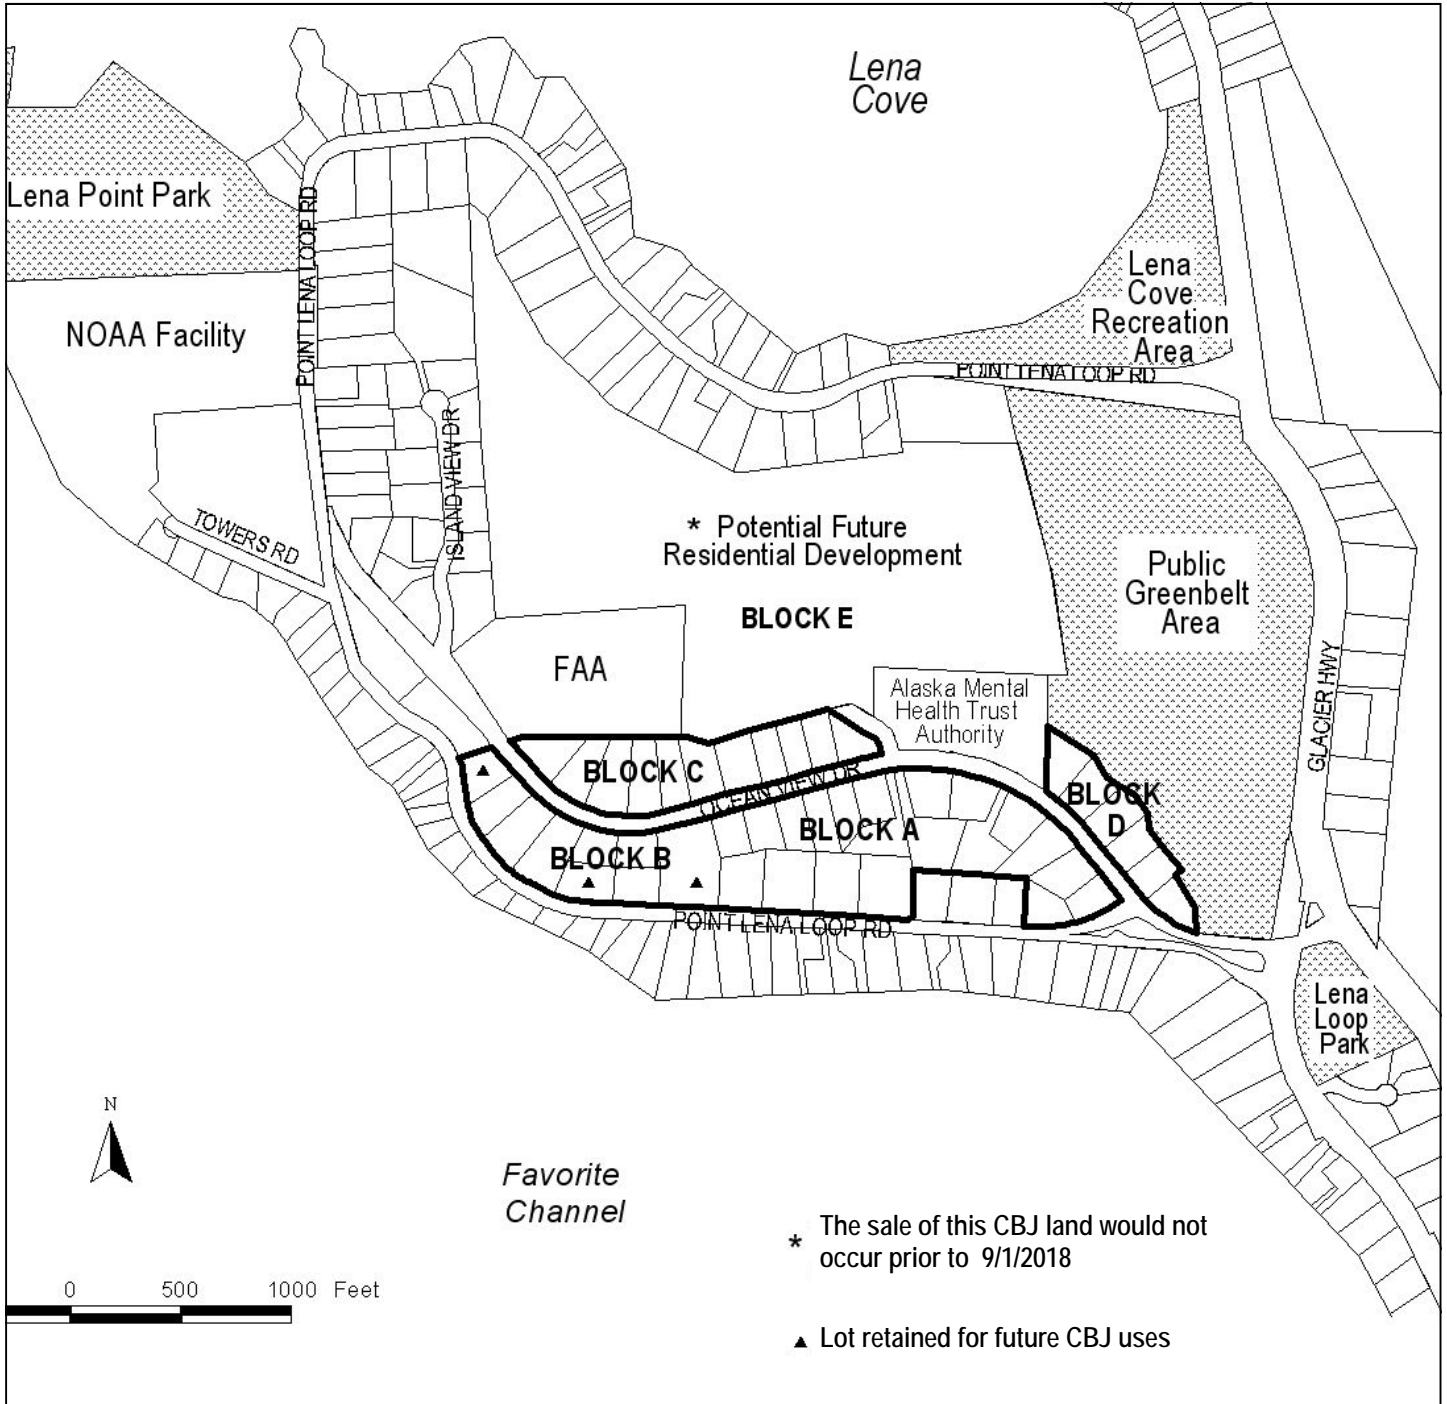 Lena
Cove
Lena Point Park
POINT LENA LOOP RD
Lena
Cove
Recreation
Area
NOAA Facility
POINT LENA LOOP RD
ISLAND VIEW DR
TOWERS RD
* Potential Future
Residential Development
BLOCK E
Public
Greenbelt
Area
GLACIER HWY
FAA
Alaska Mental
Health Trust
Authority
BLOCK C
OCEAN VIEW DR
BLOCK
D
BLOCK A
BLOCK B
POINT LENA LOOP RD
Lena
Loop
Park
N
Favorite
Channel
* The sale of this CBJ land would not
occur prior to 9/1/2018
0 500 1000 Feet
▲ Lot retained for future CBJ uses